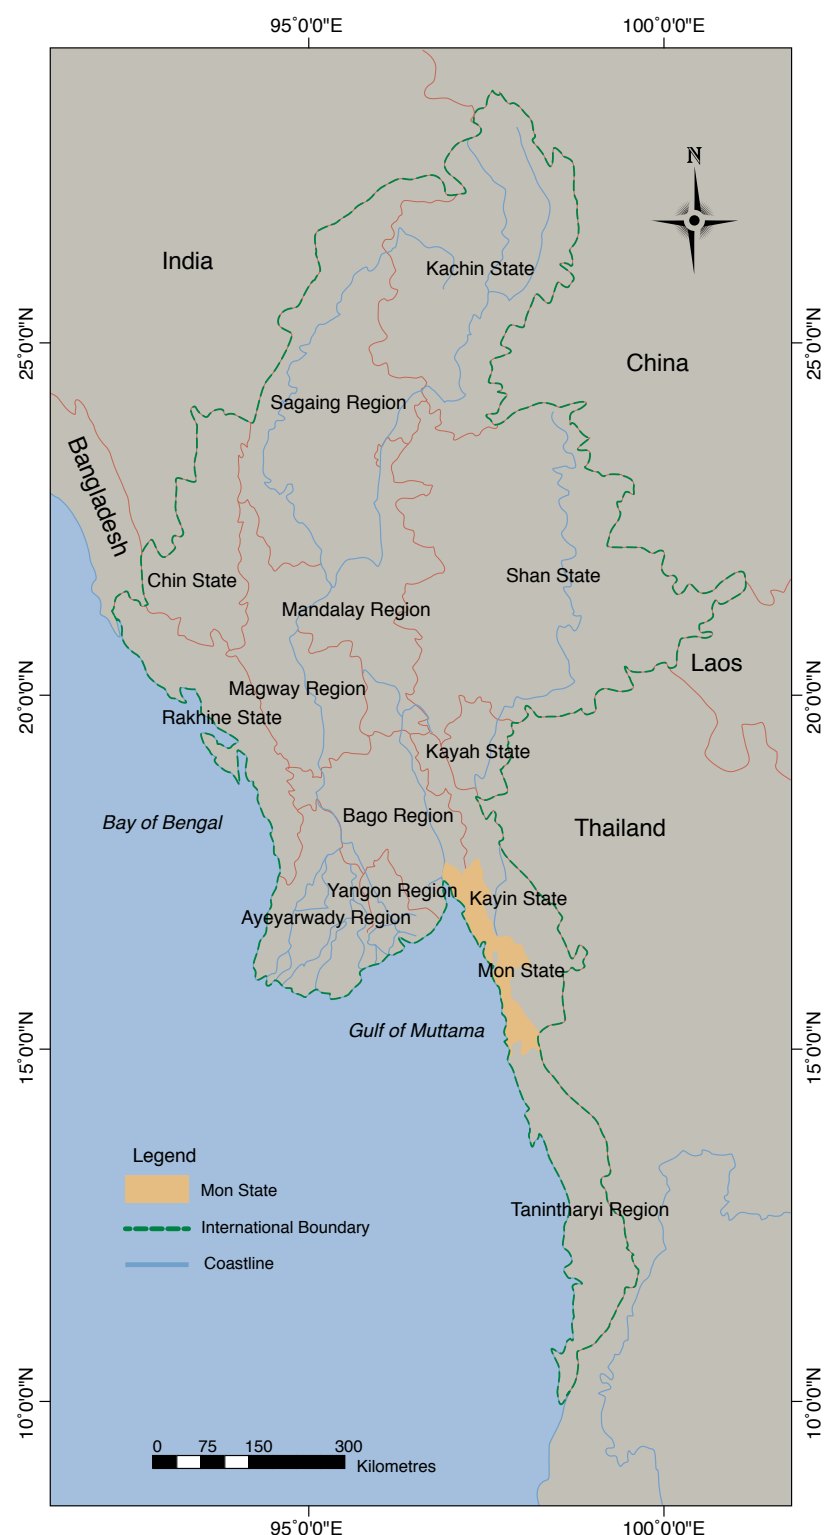 95˚0'0"E
100˚0'0"E
N
India
Kachin State
25˚0'0"N
25˚0'0"N
China
Sagaing Region
Bangladesh
Chin State
Shan State
Mandalay Region
Laos
20˚0'0"N
20˚0'0"N
Magway Region
Rakhine State
Kayah State
Bay of Bengal
Bago Region
Thailand
Yangon Region
Kayin State
Ayeyarwady Region
Mon State
Gulf of Muttama
15˚0'0"N
15˚0'0"N
Legend
Mon State
International Boundary
Coastline
Tanintharyi Region
10˚0'0"N
10˚0'0"N
0 75 150 300
Kilometres
95˚0'0"E
100˚0'0"E